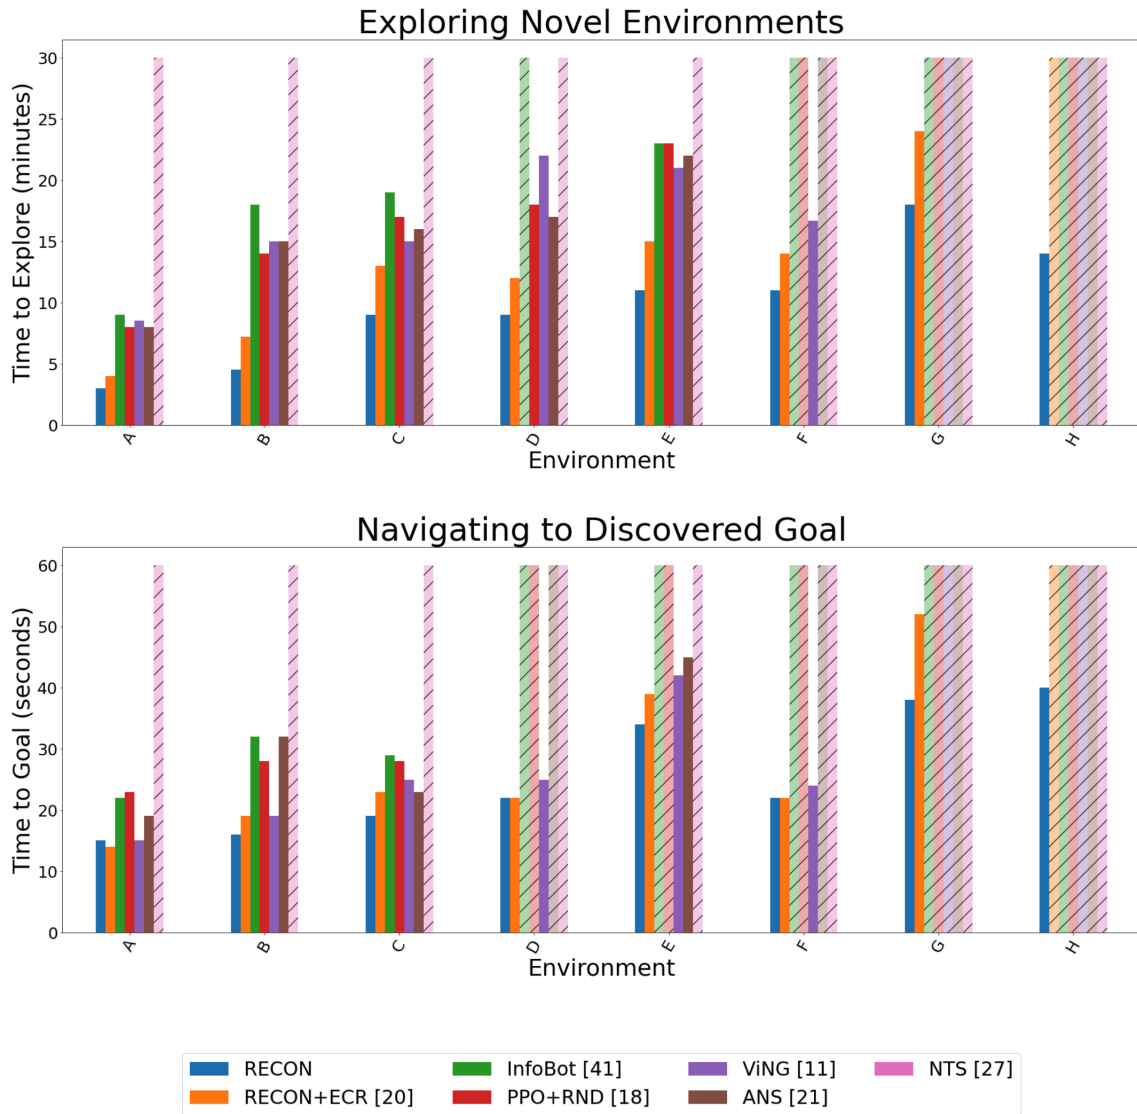 Exploring Novel Environments
Time to Explore (minutes)
30
25
20
15
10
5
0
A B C D E F G H
Environment
Navigating to Discovered Goal
Time to Goal (seconds)
60
50
40
30
20
10
0
A B C D E F G H
Environment
RECON InfoBot [41] ViNG [11] NTS [27]
RECON+ECR [20] PPO+RND [18] ANS [21]